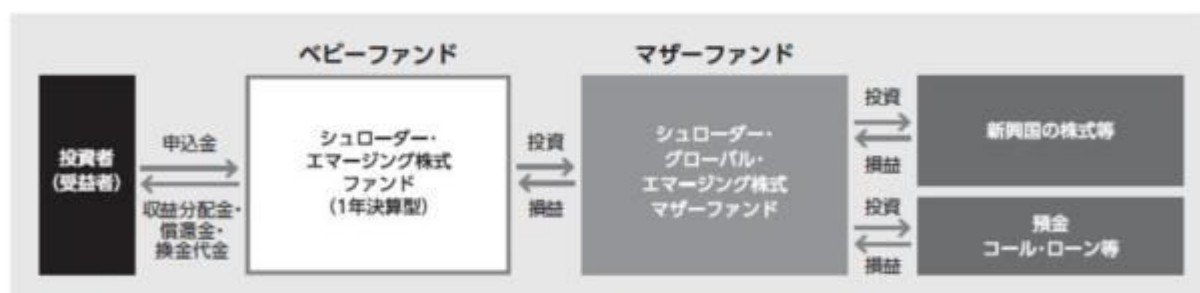 ベビーファンド
マザーファンド
投資者
(受益者)
申込金
収益分配金・
償還金・
換金代金
シュローダー・
エマージング株式
ファンド
(1年決算型)
投資
損益
シュローダー・
グローバル・
エマージング株式
マザーファンド
投資
損益
新興国の株式等
投資
損益
預金
コール・ローン等